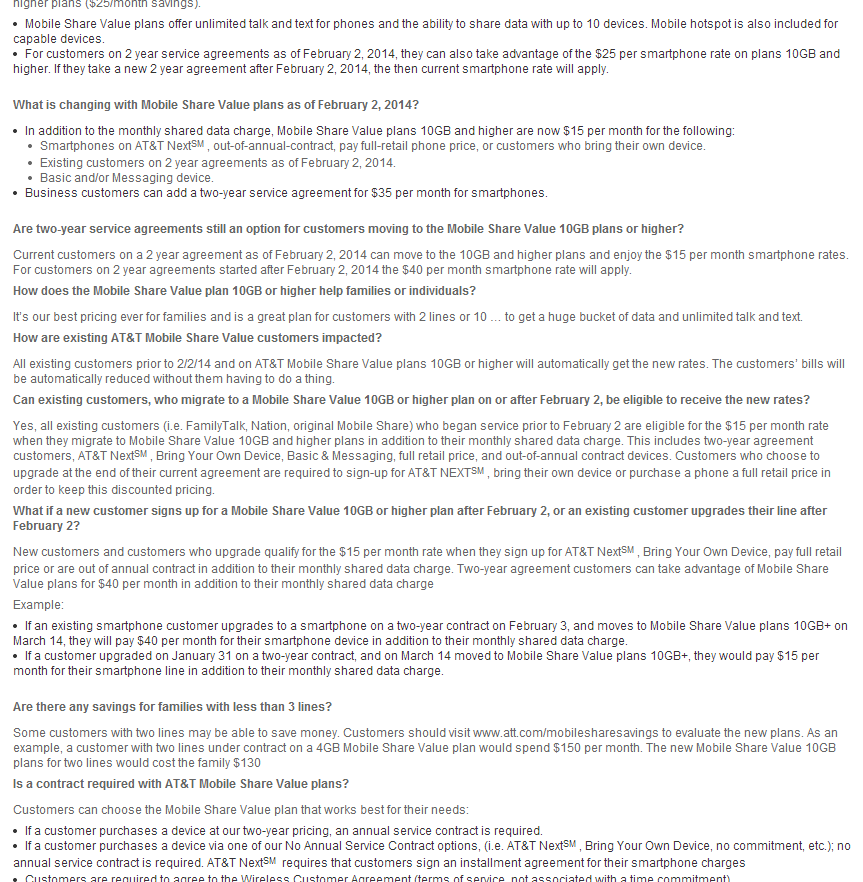 higher plans ($25/month savings).
• Mobile Share Value plans offer unlimited talk and text for phones and the ability to share data with up to 10 devices. Mobile hotspot is also included for
capable devices.
• For customers on 2 year service agreements as of February 2, 2014, they can also take advantage of the $25 per smartphone rate on plans 10GB and
higher. If they take a new 2 year agreement after February 2, 2014, the then current smartphone rate will apply.
What is changing with Mobile Share Value plans as of February 2, 2014?
• In addition to the monthly shared data charge, Mobile Share Value plans 10GB and higher are now $15 per month for the following:
• Smartphones on AT&T Next℠ , out-of-annual-contract, pay full-retail phone price, or customers who bring their own device.
• Existing customers on 2 year agreements as of February 2, 2014.
• Basic and/or Messaging device.
• Business customers can add a two-year service agreement for $35 per month for smartphones.
Are two-year service agreements still an option for customers moving to the Mobile Share Value 10GB plans or higher?
Current customers on a 2 year agreement as of February 2, 2014 can move to the 10GB and higher plans and enjoy the $15 per month smartphone rates.
For customers on 2 year agreements started after February 2, 2014 the $40 per month smartphone rate will apply.
How does the Mobile Share Value plan 10GB or higher help families or individuals?
It's our best pricing ever for families and is a great plan for customers with 2 lines or 10 … to get a huge bucket of data and unlimited talk and text.
How are existing AT&T Mobile Share Value customers impacted?
All existing customers prior to 2/2/14 and on AT&T Mobile Share Value plans 10GB or higher will automatically get the new rates. The customers' bills will
be automatically reduced without them having to do a thing.
Can existing customers, who migrate to a Mobile Share Value 10GB or higher plan on or after February 2, be eligible to receive the new rates?
Yes, all existing customers (i.e. FamilyTalk, Nation, original Mobile Share) who began service prior to February 2 are eligible for the $15 per month rate
when they migrate to Mobile Share Value 10GB and higher plans in addition to their monthly shared data charge. This includes two-year agreement
customers, AT&T Next℠ , Bring Your Own Device, Basic & Messaging, full retail price, and out-of-annual contract devices. Customers who choose to
upgrade at the end of their current agreement are required to sign-up for AT&T NEXT℠ , bring their own device or purchase a phone a full retail price in
order to keep this discounted pricing.
What if a new customer signs up for a Mobile Share Value 10GB or higher plan after February 2, or an existing customer upgrades their line after
February 2?
New customers and customers who upgrade qualify for the $15 per month rate when they sign up for AT&T Next℠ , Bring Your Own Device, pay full retail
price or are out of annual contract in addition to their monthly shared data charge. Two-year agreement customers can take advantage of Mobile Share
Value plans for $40 per month in addition to their monthly shared data charge
Example:
• If an existing smartphone customer upgrades to a smartphone on a two-year contract on February 3, and moves to Mobile Share Value plans 10GB+ on
March 14, they will pay $40 per month for their smartphone device in addition to their monthly shared data charge.
• If a customer upgraded on January 31 on a two-year contract, and on March 14 moved to Mobile Share Value plans 10GB+, they would pay $15 per
month for their smartphone line in addition to their monthly shared data charge.
Are there any savings for families with less than 3 lines?
Some customers with two lines may be able to save money. Customers should visit www.att.com/mobilesharesavings to evaluate the new plans. As an
example, a customer with two lines under contract on a 4GB Mobile Share Value plan would spend $150 per month. The new Mobile Share Value 10GB
plans for two lines would cost the family $130
Is a contract required with AT&T Mobile Share Value plans?
Customers can choose the Mobile Share Value plan that works best for their needs:
• If a customer purchases a device at our two-year pricing, an annual service contract is required.
• If a customer purchases a device via one of our No Annual Service Contract options, (i.e. AT&T Next℠ , Bring Your Own Device, no commitment, etc.); no
annual service contract is required. AT&T Next℠ requires that customers sign an installment agreement for their smartphone charges
• Customers are required to agree to the Wireless Customer Agreement (terms of service, not associated with a time commitment)